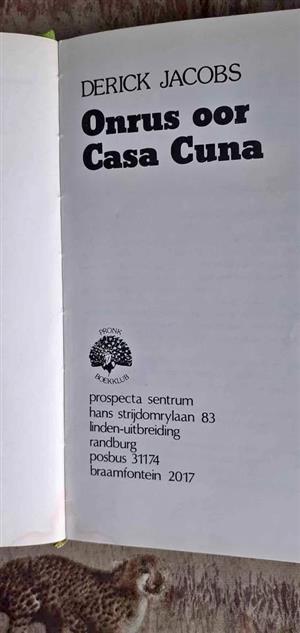 DERICK JACOBS
Onrus oor
Casa Cuna
PRONK
BOEKKLUB
prospecta sentrum
hans strijdomrylaan 83
linden-uitbreiding
randburg
posbus 31174
braamfontein 2017